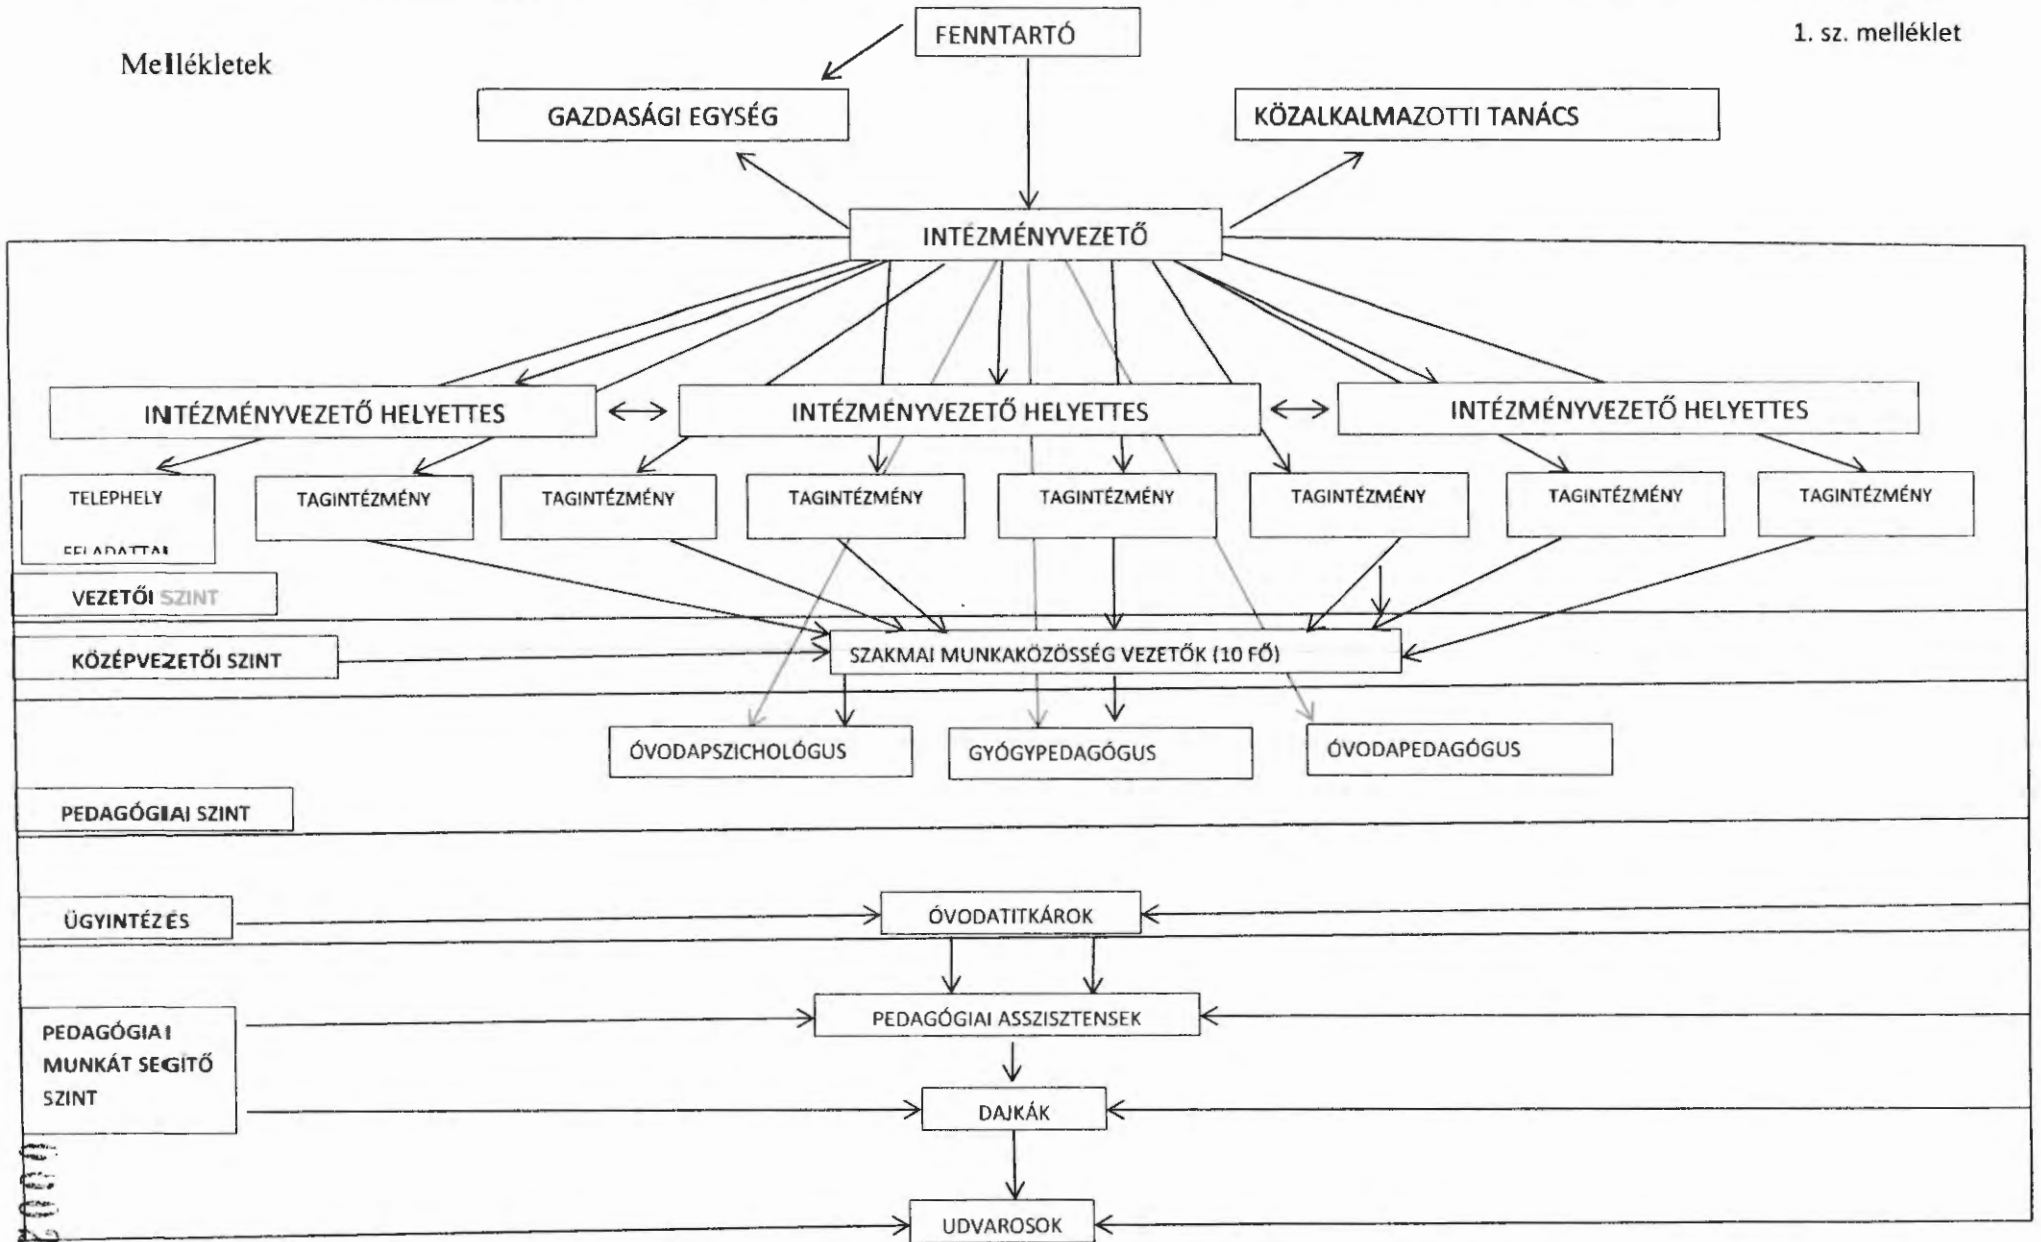 Mellékletek
1. sz. melléklet
FENNTARTÓ
GAZDASÁGI EGYSÉG
KÖZALKALMAZOTTI TANÁCS
INTÉZMÉNYVEZETŐ
INTÉZMÉNYVEZETŐ HELYETTES
INTÉZMÉNYVEZETŐ HELYETTES
INTÉZMÉNYVEZETŐ HELYETTES
TELEPHELY
FELADATTAL
TAGINTÉZMÉNY
TAGINTÉZMÉNY
TAGINTÉZMÉNY
TAGINTÉZMÉNY
TAGINTÉZMÉNY
TAGINTÉZMÉNY
TAGINTÉZMÉNY
VEZETŐI SZINT
KÖZÉPVEZETŐI SZINT
SZAKMAI MUNKAKÖZÖSSÉG VEZETŐK (10 FŐ)
ÓVODAPSZICHOLÓGUS
GYÓGYPEDAGÓGUS
ÓVODAPEDAGÓGUS
PEDAGÓGIAI SZINT
ÜGYINTÉZÉS
ÓVODATITKÁROK
PEDAGÓGIAI ASSZISZTENSEK
PEDAGÓGIAI
MUNKÁT SEGÍTŐ
SZINT
DAJKÁK
UDVAROSOK